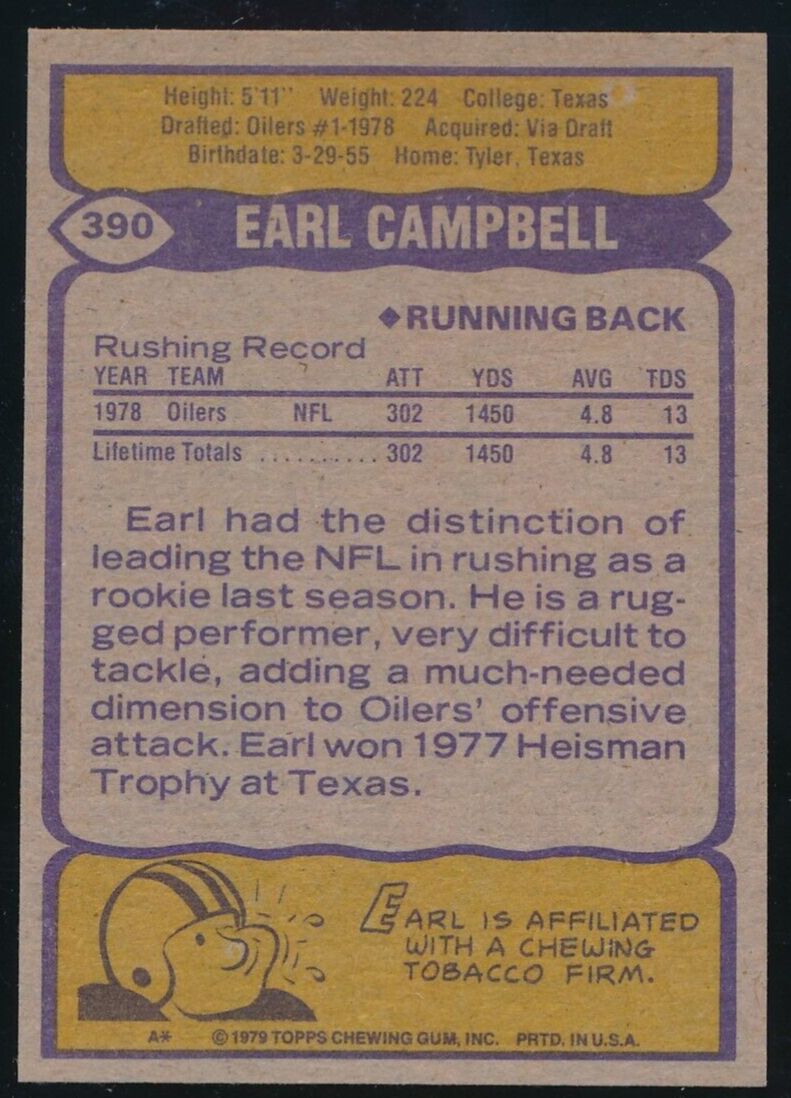 Height: 5'11" Weight: 224 College: Texas
Drafted: Oilers #1-1978 Acquired: Via Draft
Birthdate: 3-29-55 Home: Tyler, Texas
390 EARL CAMPBELL
◆RUNNING BACK
Rushing Record
YEAR TEAM ATT YDS AVG TDS
1978 Oilers NFL 302 1450 4.8 13
Lifetime Totals .......... 302 1450 4.8 13
Earl had the distinction of
leading the NFL in rushing as a
rookie last season. He is a rug-
ged performer, very difficult to
tackle, adding a much-needed
dimension to Oilers' offensive
attack. Earl won 1977 Heisman
Trophy at Texas.
EARL IS AFFILIATED
WITH A CHEWING
TOBACCO FIRM.
A* ©1979 TOPPS CHEWING GUM, INC. PRTD. IN U.S.A.